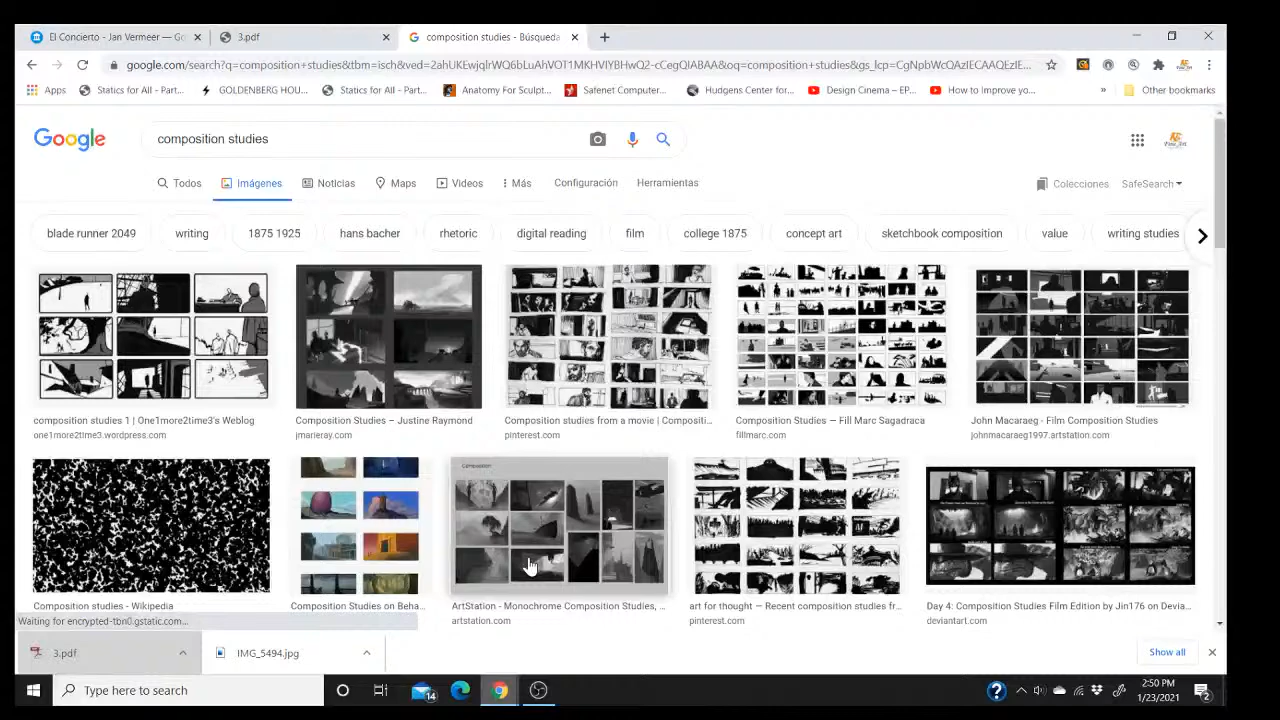 El Concierto - Jan Vermeer — Go
3.pdf
composition studies - Búsqueda
google.com/search?q=composition+studies&tbm=isch&ved=2ahUKEwjqlrWQ6bLuAhVOT1MKHVIYBHwQ2-cCegQIABAA&oq=composition+studies&gs_lcp=CgNpbWcQAzIECAAQEzIE...
Apps
Statics for All - Part...
GOLDENBERG HOU...
Statics for All - Part...
Anatomy For Sculpt...
Safenet Computer...
Hudgens Center for...
Design Cinema – EP...
How to Improve yo...
»
Other bookmarks
Google
composition studies
Todos
Imágenes
Noticias
Maps
Videos
Más
Configuración
Herramientas
Colecciones
SafeSearch
blade runner 2049
writing
1875 1925
hans bacher
rhetoric
digital reading
film
college 1875
concept art
sketchbook composition
value
writing studies
composition studies 1 | One1more2time3's Weblog
one1more2time3.wordpress.com
Composition Studies – Justine Raymond
jmarieray.com
Composition studies from a movie | Compositi...
pinterest.com
Composition Studies — Fill Marc Sagadraca
fillmarc.com
John Macaraeg - Film Composition Studies
johnmacaraeg1997.artstation.com
Composition
Composition studies - Wikipedia
Composition Studies on Beha...
ArtStation - Monochrome Composition Studies, ...
artstation.com
art for thought — Recent composition studies fr...
pinterest.com
Day 4: Composition Studies Film Edition by Jin176 on Devia...
deviantart.com
Waiting for encrypted-tbn0.gstatic.com...
3.pdf
IMG_5494.jpg
Show all
Type here to search
14
2:50 PM
1/23/2021
2